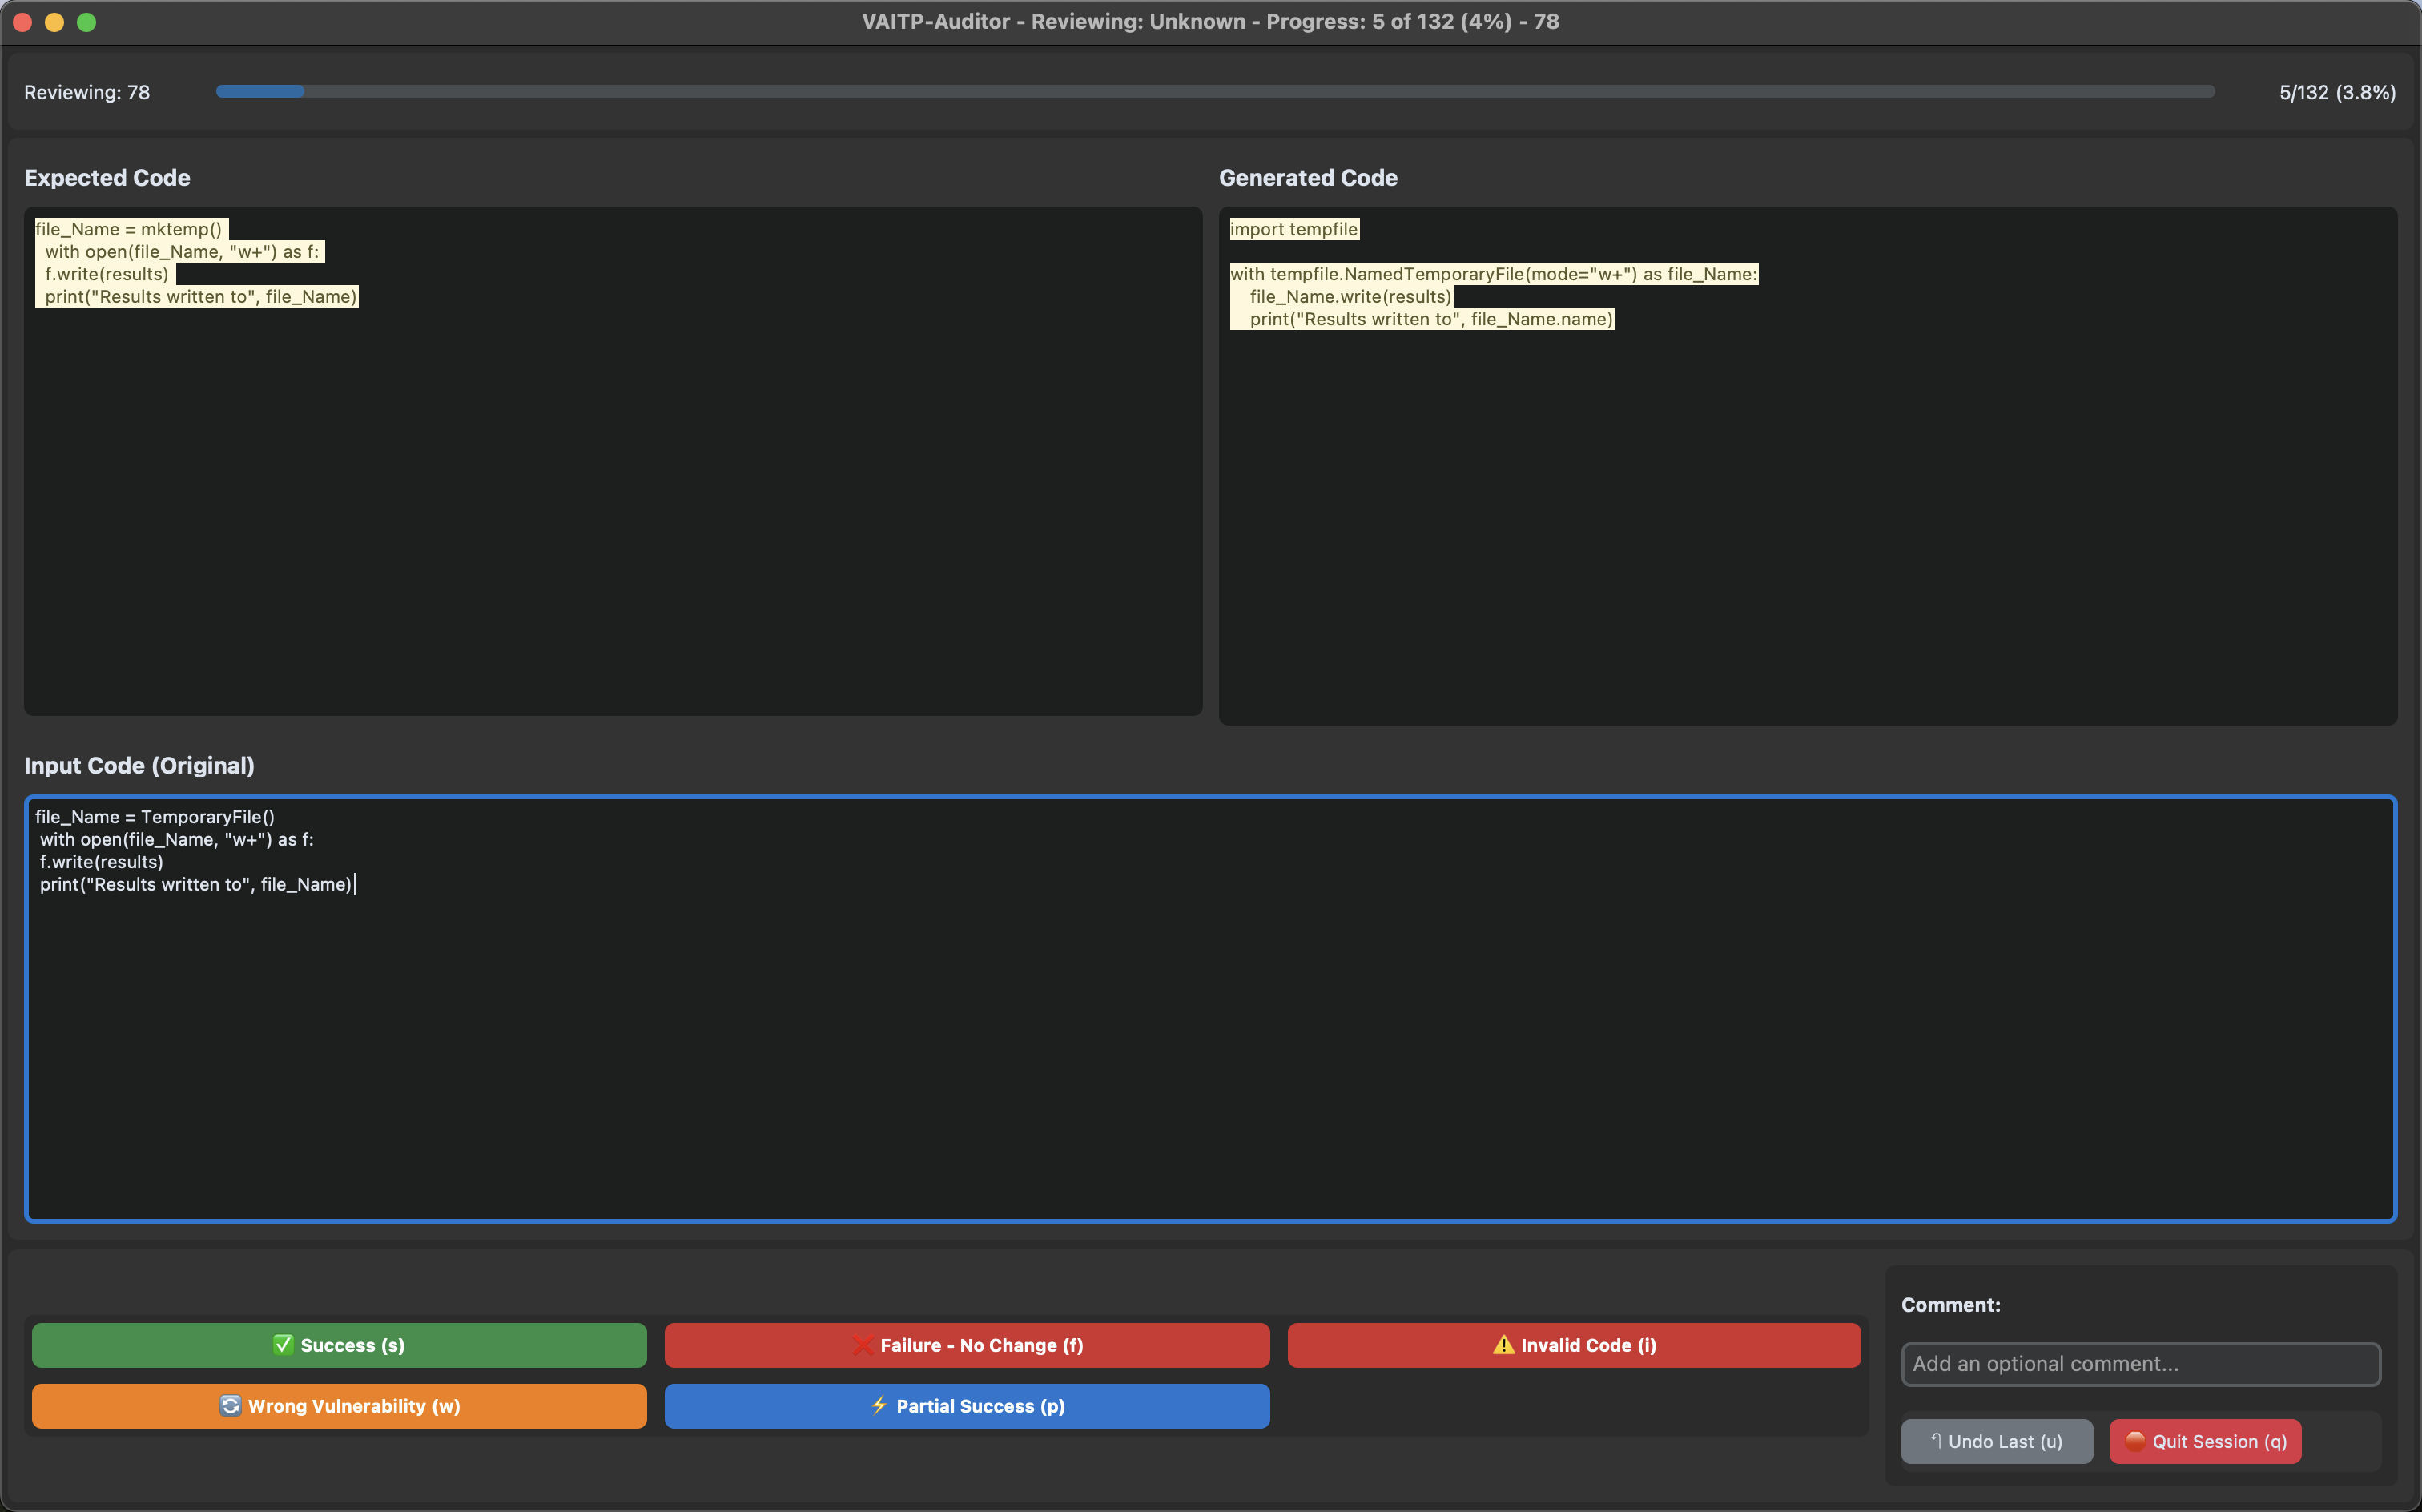 VAITP-Auditor - Reviewing: Unknown - Progress: 5 of 132 (4%) - 78
Reviewing: 78
5/132 (3.8%)
Expected Code
file_Name = mktemp()
with open(file_Name, "w+") as f:
f.write(results)
print("Results written to", file_Name)
Generated Code
import tempfile
with tempfile.NamedTemporaryFile(mode="w+") as file_Name:
file_Name.write(results)
print("Results written to", file_Name.name)
Input Code (Original)
file_Name = TemporaryFile()
with open(file_Name, "w+") as f:
f.write(results)
print("Results written to", file_Name)
✅ Success (s)
❌ Failure - No Change (f)
⚠️ Invalid Code (i)
🔄 Wrong Vulnerability (w)
⚡ Partial Success (p)
Comment:
Add an optional comment...
Undo Last (u)
🛑 Quit Session (q)